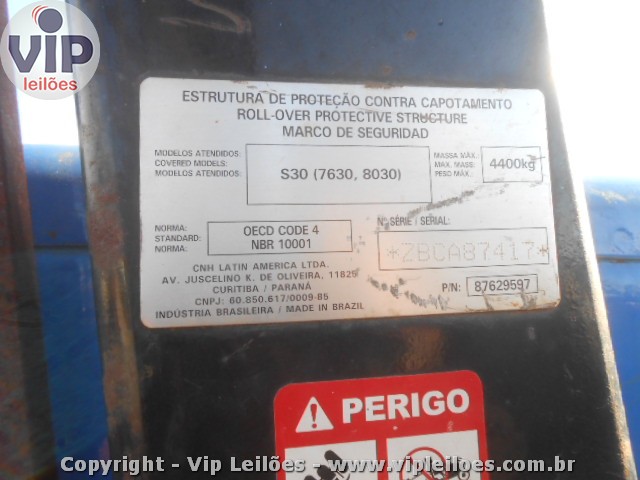 VIP
leilões
ESTRUTURA DE PROTEÇÃO CONTRA CAPOTAMENTO
ROLL-OVER PROTECTIVE STRUCTURE
MARCO DE SEGURIDAD
MODELOS ATENDIDOS:
COVERED MODELS:
MODELOS ATENDIDOS:
S30 (7630, 8030)
MASSA MÁX.:
MAX. MASS:
PESO MÁX.:
4400kg
NORMA:
STANDARD:
NORMA:
OECD CODE 4
NBR 10001
Nº SÉRIE / SERIAL:
*ZBCA87417*
CNH LATIN AMERICA LTDA.
AV. JUSCELINO K. DE OLIVEIRA, 11825
CURITIBA / PARANÁ
CNPJ: 60.850.617/0009-85
INDÚSTRIA BRASILEIRA / MADE IN BRAZIL
P/N: 87629597
PERIGO
Copyright - Vip Leilões - www.vipleiloes.com.br